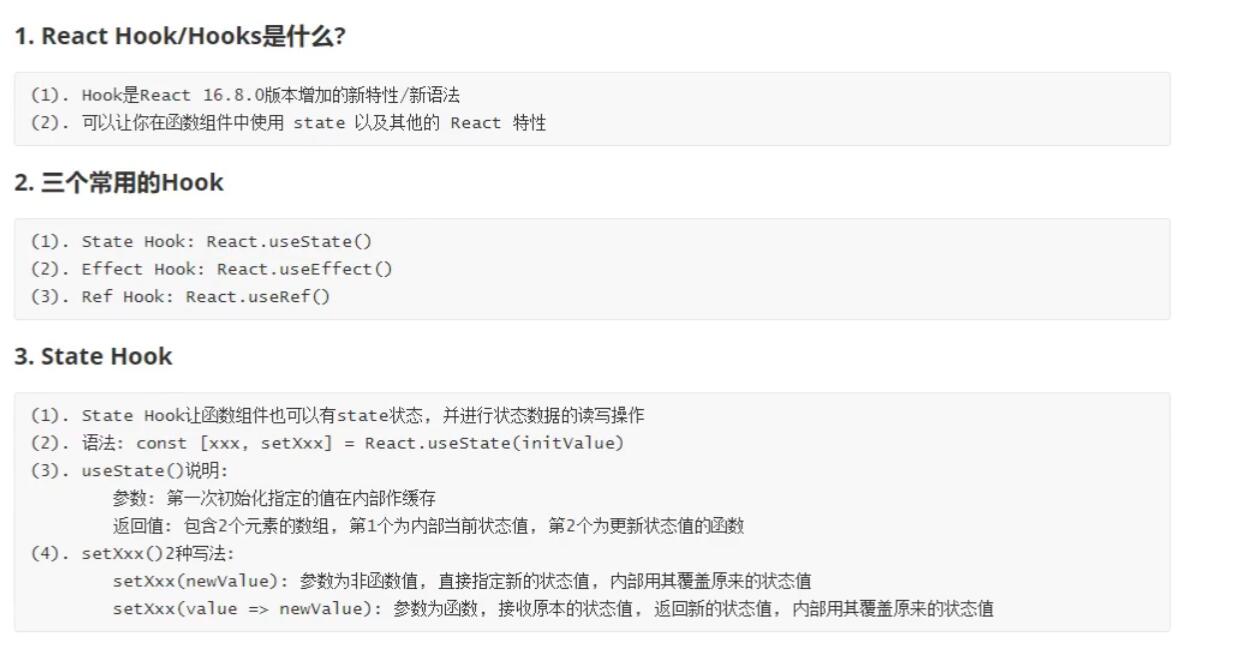 1. React Hook/Hooks是什么?
(1). Hook是React 16.8.0版本增加的新特性/新语法
(2). 可以让你在函数组件中使用 state 以及其他的 React 特性
2. 三个常用的Hook
(1). State Hook: React.useState()
(2). Effect Hook: React.useEffect()
(3). Ref Hook: React.useRef()
3. State Hook
(1). State Hook让函数组件也可以有state状态, 并进行状态数据的读写操作
(2). 语法: const [xxx, setXxx] = React.useState(initValue)
(3). useState()说明:
参数: 第一次初始化指定的值在内部作缓存
返回值: 包含2个元素的数组, 第1个为内部当前状态值, 第2个为更新状态值的函数
(4). setXxx()2种写法:
setXxx(newValue): 参数为非函数值, 直接指定新的状态值, 内部用其覆盖原来的状态值
setXxx(value => newValue): 参数为函数, 接收原本的状态值, 返回新的状态值, 内部用其覆盖原来的状态值